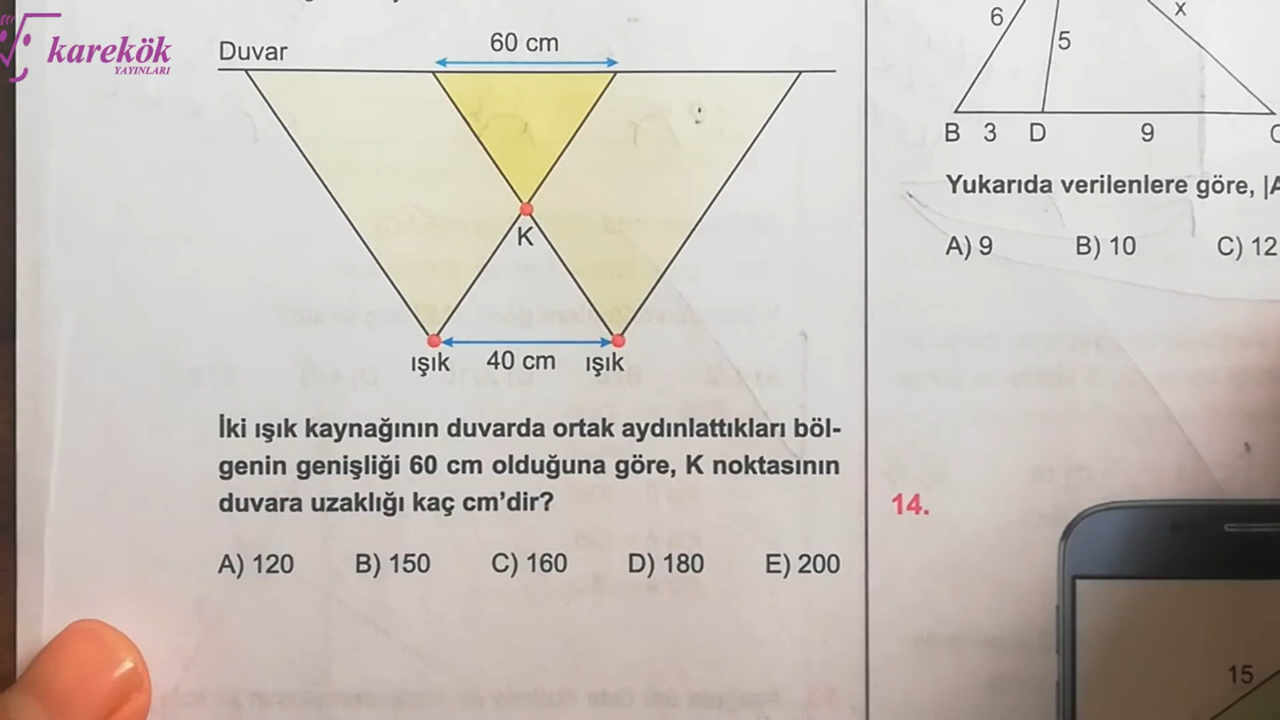 karekök
YAYINLARI
Duvar
60 cm
K
ışık
40 cm
ışık
İki ışık kaynağının duvarda ortak aydınlattıkları böl-
genin genişliği 60 cm olduğuna göre, K noktasının
duvara uzaklığı kaç cm'dir?
A) 120 B) 150 C) 160 D) 180 E) 200
6
5
x
B 3 D 9
Yukarıda verilenlere göre,
A) 9 B) 10 C) 12
14.
15